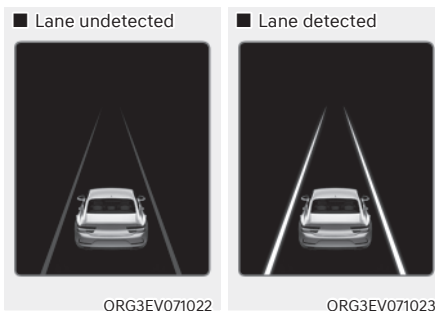 ■ Lane undetected
■ Lane detected
ORG3EV071022
ORG3EV071023